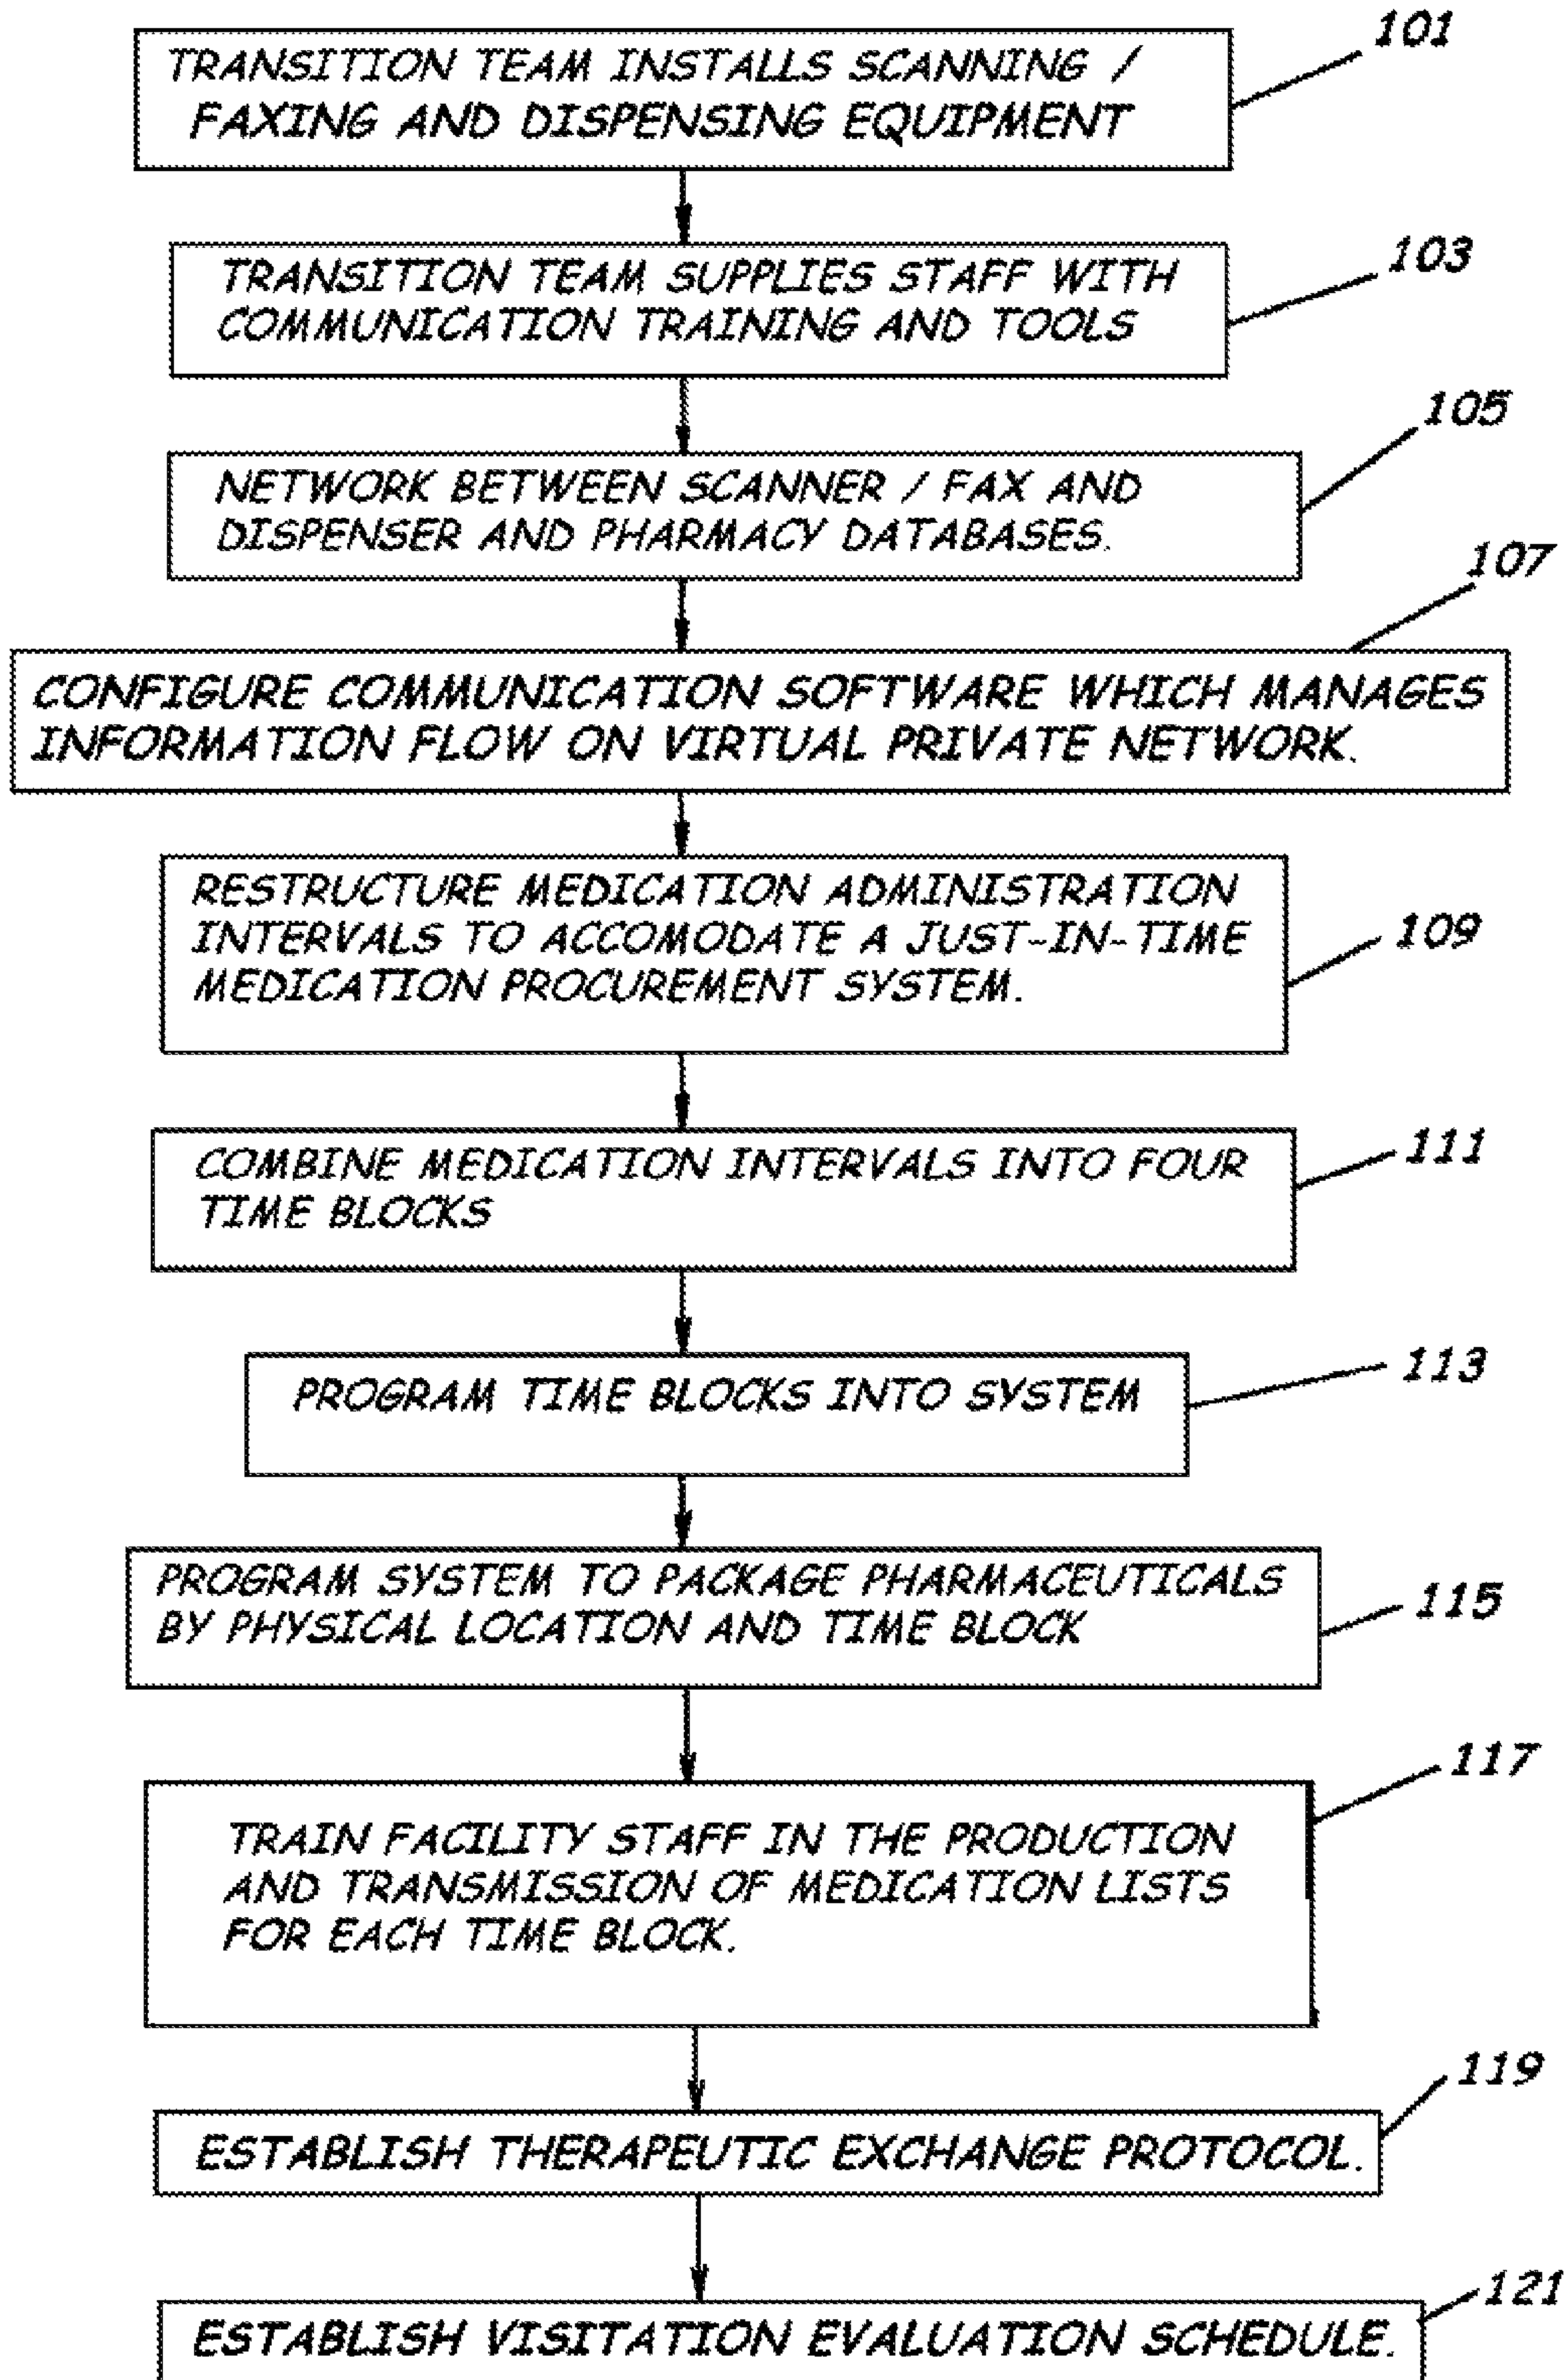 101
TRANSITION TEAM INSTALLS SCANNING /
FAXING AND DISPENSING EQUIPMENT
103
TRANSITION TEAM SUPPLIES STAFF WITH
COMMUNICATION TRAINING AND TOOLS
105
NETWORK BETWEEN SCANNER / FAX AND
DISPENSER AND PHARMACY DATABASES.
107
CONFIGURE COMMUNICATION SOFTWARE WHICH MANAGES
INFORMATION FLOW ON VIRTUAL PRIVATE NETWORK.
RESTRUCTURE MEDICATION ADMINISTRATION
INTERVALS TO ACCOMODATE A JUST-IN-TIME
MEDICATION PROCUREMENT SYSTEM.
109
COMBINE MEDICATION INTERVALS INTO FOUR
TIME BLOCKS
111
PROGRAM TIME BLOCKS INTO SYSTEM
113
PROGRAM SYSTEM TO PACKAGE PHARMACEUTICALS
BY PHYSICAL LOCATION AND TIME BLOCK
115
117
TRAIN FACILITY STAFF IN THE PRODUCTION
AND TRANSMISSION OF MEDICATION LISTS
FOR EACH TIME BLOCK.
119
ESTABLISH THERAPEUTIC EXCHANGE PROTOCOL.
121
ESTABLISH VISITATION EVALUATION SCHEDULE.